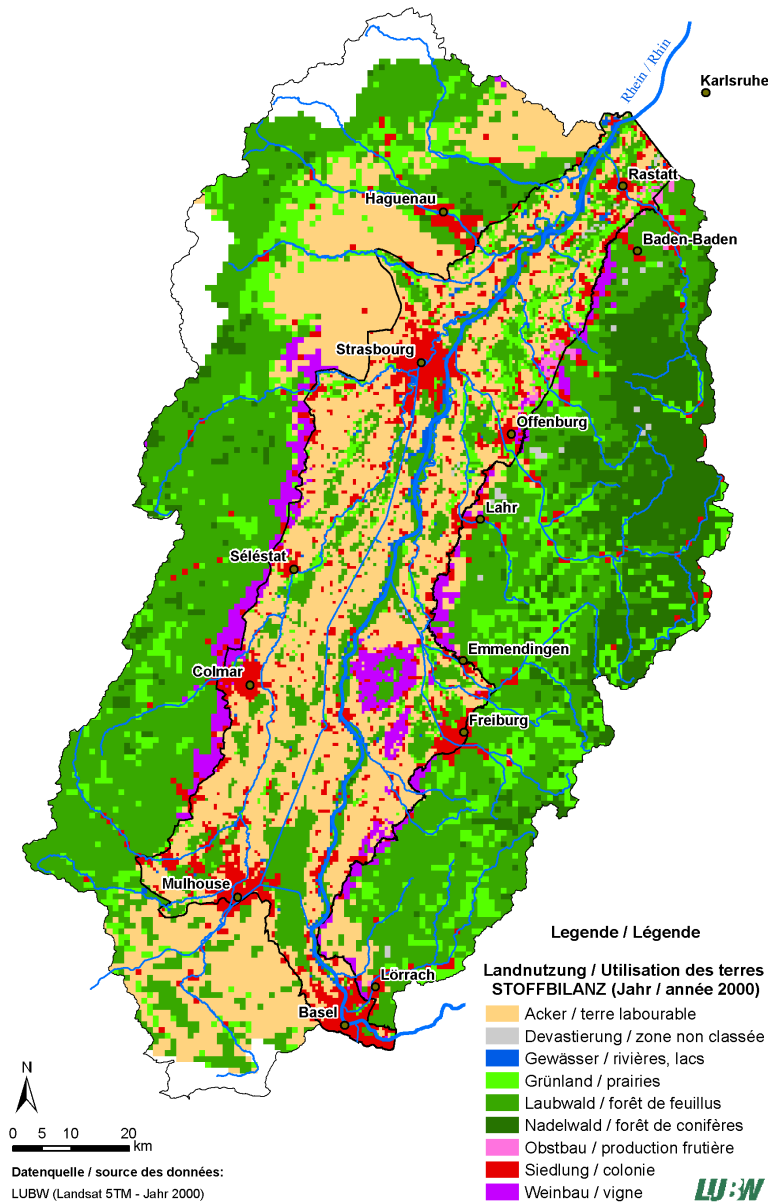 Rhein / Rhin
Karlsruhe
Rastatt
Haguenau
Baden-Baden
Strasbourg
Offenburg
Lahr
Séléstat
Emmendingen
Colmar
Freiburg
Mulhouse
Lörrach
Basel
Legende / Légende
Landnutzung / Utilisation des terres
STOFFBILANZ (Jahr / année 2000)
Acker / terre labourable
Devastierung / zone non classée
Gewässer / rivières, lacs
Grünland / prairies
Laubwald / forêt de feuillus
Nadelwald / forêt de conifères
Obstbau / production frutière
Siedlung / colonie
Weinbau / vigne
N
0 5 10 20
km
Datenquelle / source des données:
LUBW (Landsat 5TM - Jahr 2000)
LUBW